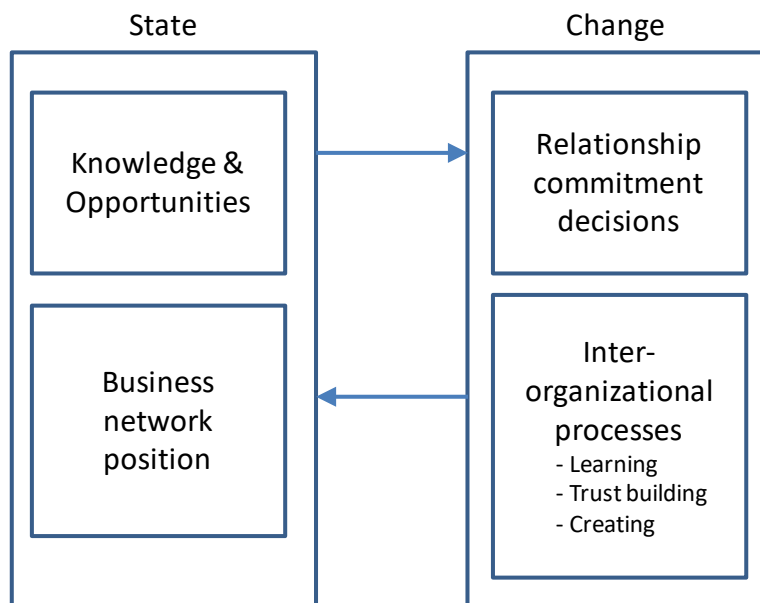 State
Knowledge &
Opportunities
Business
network
position
Change
Relationship
commitment
decisions
Inter-
organizational
processes
- Learning
- Trust building
- Creating